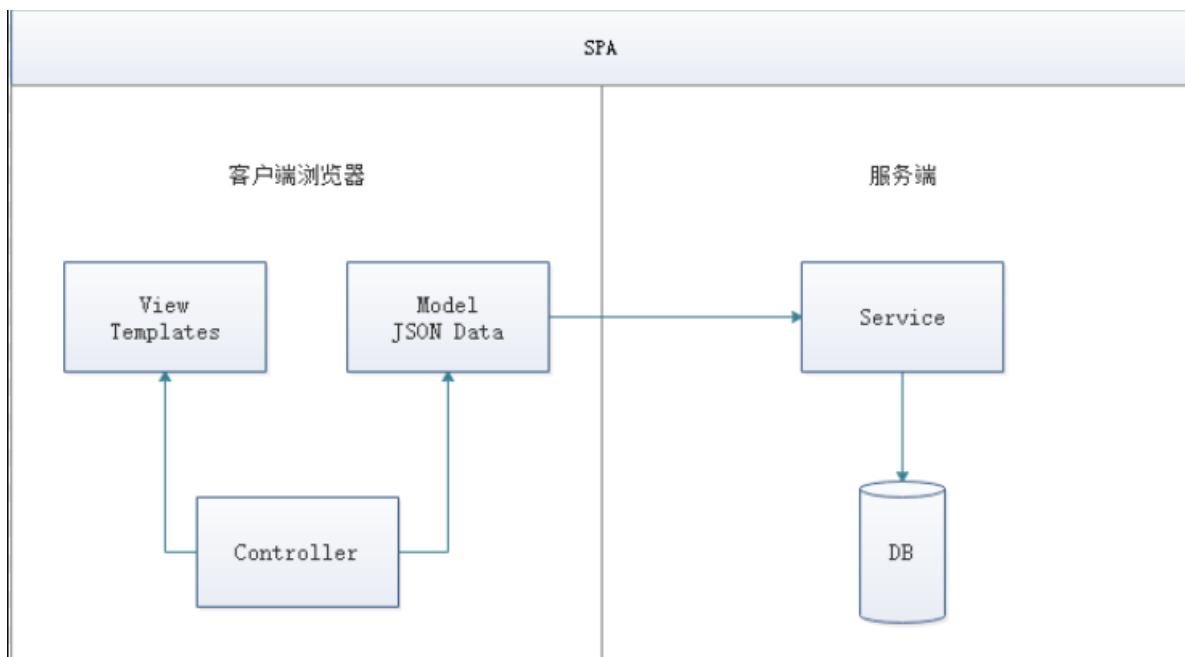 SPA
客户端浏览器
服务端
View
Templates
Model
JSON Data
Service
Controller
DB